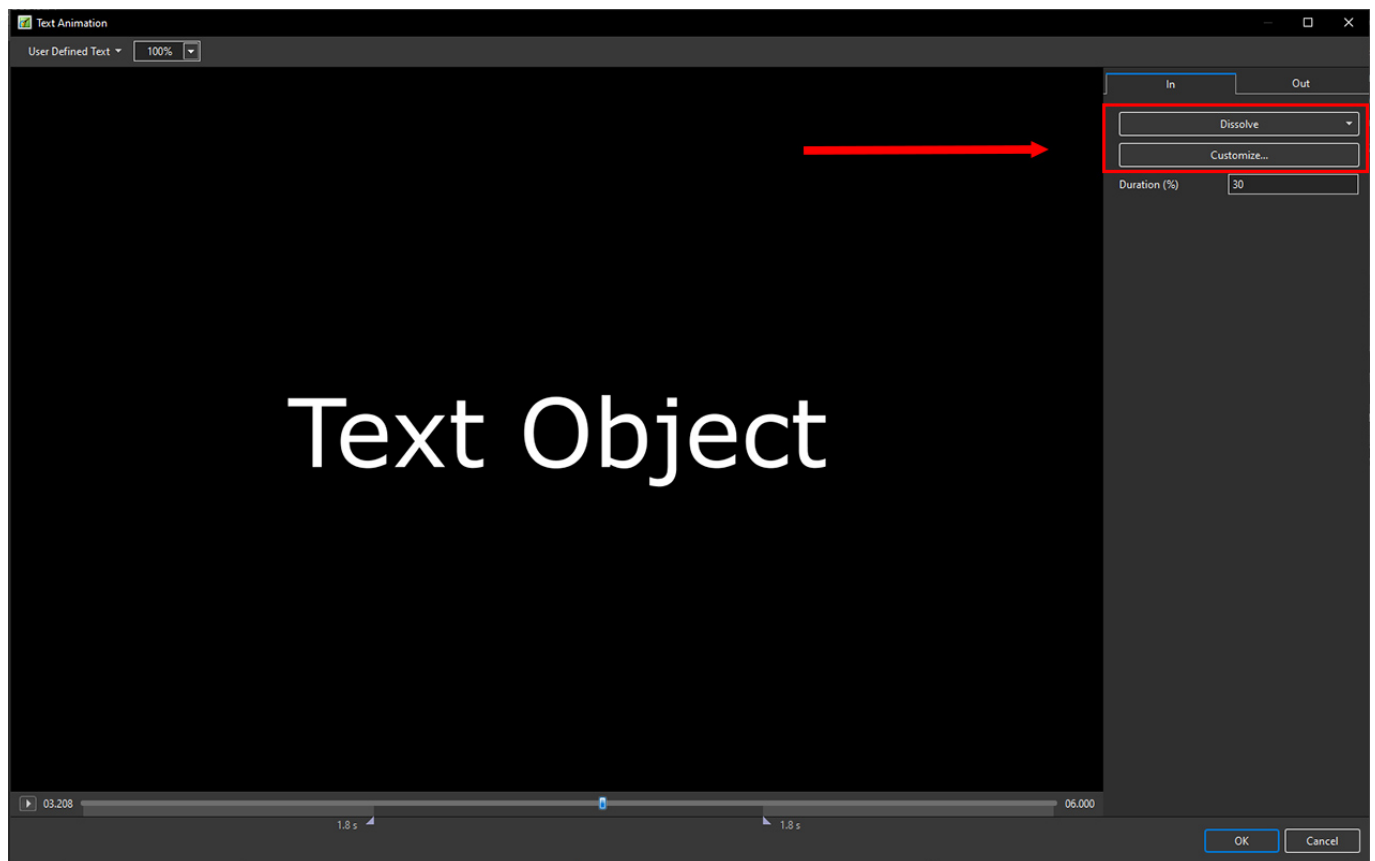 Text Animation
User Defined Text 100%
In Out
Dissolve
Customize...
Duration (%) 30
Text Object
03.208 06.000
1.8 s 1.8 s
OK Cancel